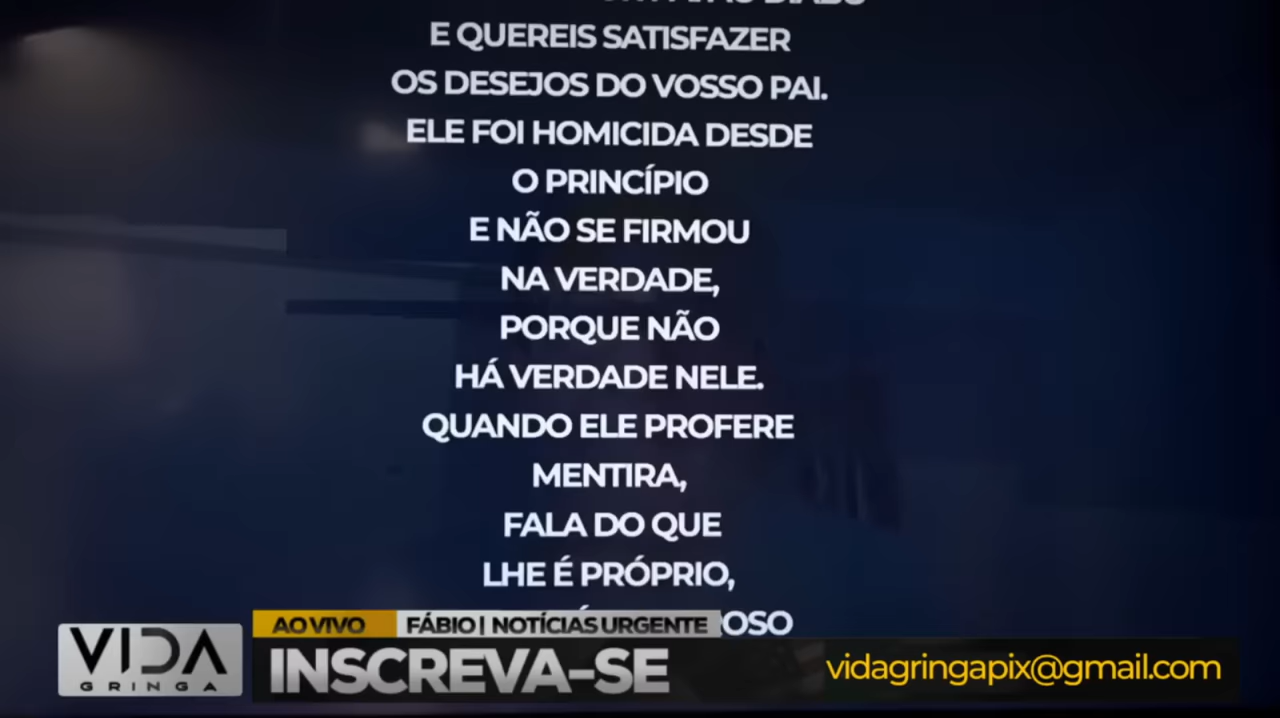 E QUEREIS SATISFAZER
OS DESEJOS DO VOSSO PAI.
ELE FOI HOMICIDA DESDE
O PRINCÍPIO
E NÃO SE FIRMOU
NA VERDADE,
PORQUE NÃO
HÁ VERDADE NELE.
QUANDO ELE PROFERE
MENTIRA,
FALA DO QUE
LHE É PRÓPRIO,
AO VIVO
FÁBIO | NOTÍCIAS URGENTE
VIDA
GRINGA
INSCREVA-SE
vidagringapix@gmail.com